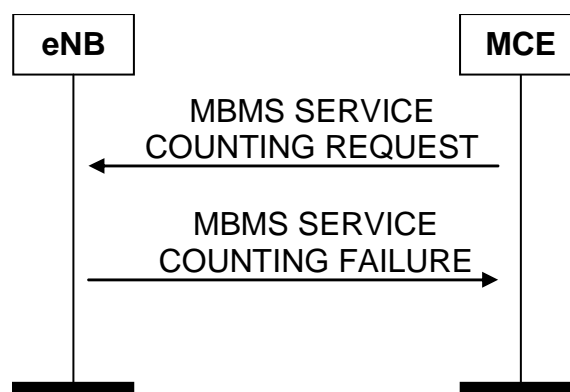 eNB
MCE
MBMS SERVICE
COUNTING REQUEST
MBMS SERVICE
COUNTING FAILURE